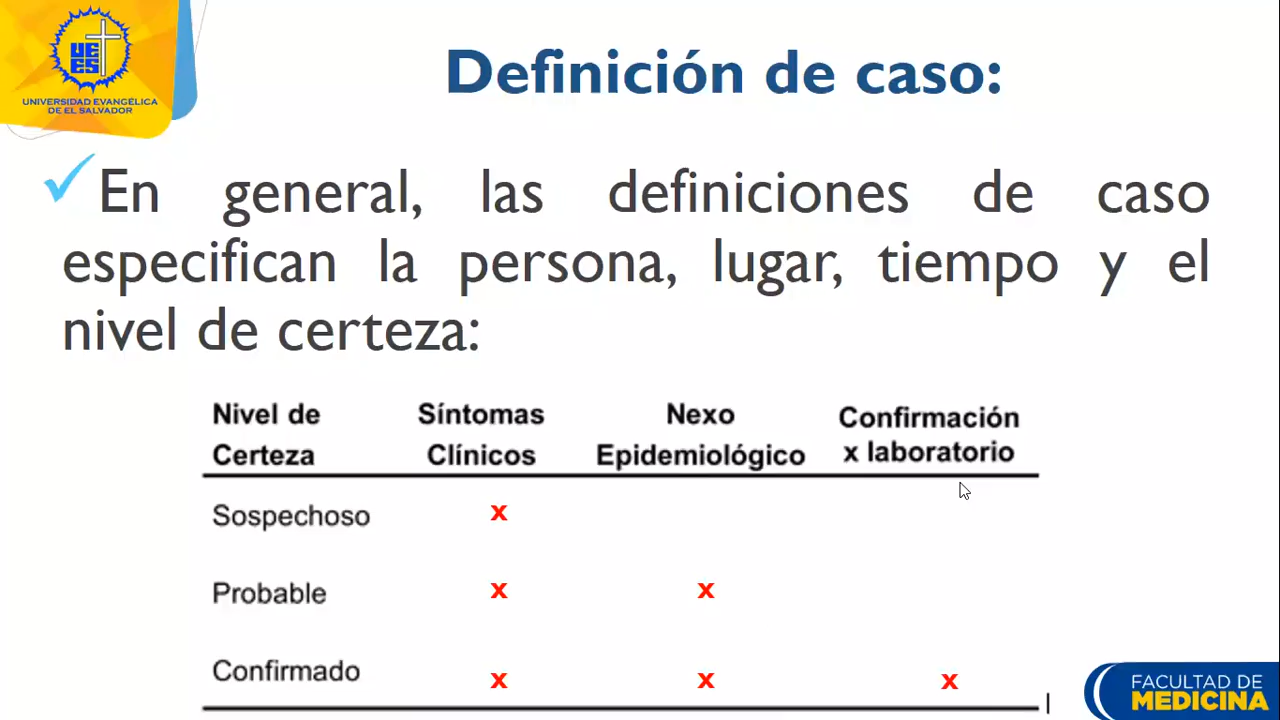 UE
ES
UNIVERSIDAD EVANGÉLICA
DE EL SALVADOR
Definición de caso:
En general, las definiciones de caso
especifican la persona, lugar, tiempo y el
nivel de certeza:
Nivel de Certeza Síntomas Clínicos Nexo Epidemiológico Confirmación x laboratorio
Sospechoso x
Probable x x
Confirmado x x x
FACULTAD DE
MEDICINA